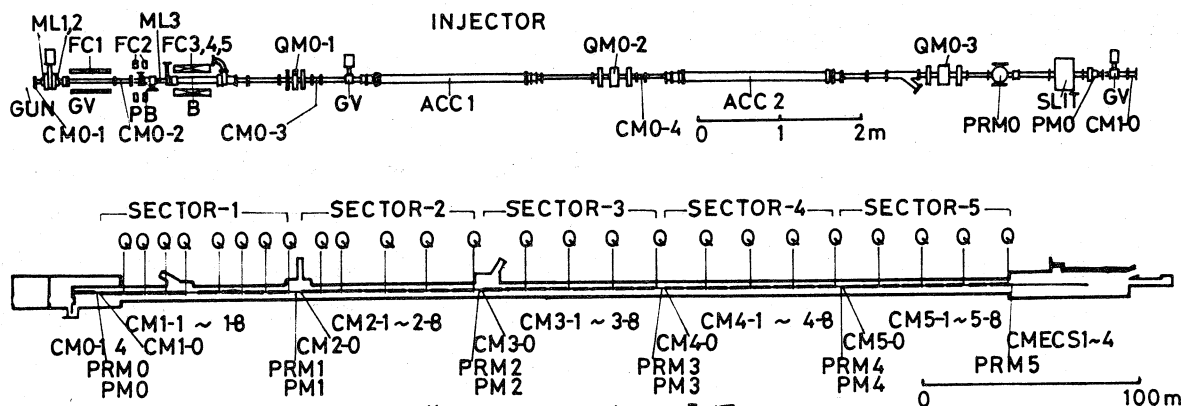 INJECTOR
ML1,2 ML3
FC1 FC2 FC3,4,5 QM0-1 QM0-2 QM0-3
GUN GV PB B GV ACC1 ACC2 PRM0 SLIT PM0 GV
CM0-1 CM0-2 CM0-3 CM0-4 CM1-0
0 1 2m
SECTOR-1 SECTOR-2 SECTOR-3 SECTOR-4 SECTOR-5
Q Q Q Q Q Q Q Q Q Q Q Q Q Q Q Q Q Q Q Q Q Q Q Q
CM1-1 ~ 1-8 CM2-1 ~ 2-8 CM3-1 ~ 3-8 CM4-1 ~ 4-8 CM5-1 ~ 5-8
CM0-1 4 CM1-0 CM2-0 CM3-0 CM4-0 CM5-0 CMECS1~4
PRM0 PRM1 PRM2 PRM3 PRM4 PRM5
PM0 PM1 PM2 PM3 PM4
0 100m